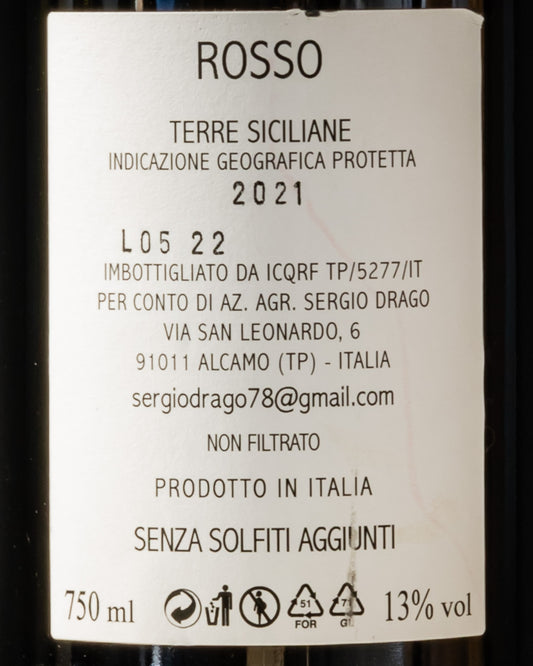 ROSSO
TERRE SICILIANE
INDICAZIONE GEOGRAFICA PROTETTA
2021
L05 22
IMBOTTIGLIATO DA ICQRF TP/5277/IT
PER CONTO DI AZ. AGR. SERGIO DRAGO
VIA SAN LEONARDO, 6
91011 ALCAMO (TP) - ITALIA
sergiodrago78@gmail.com
NON FILTRATO
PRODOTTO IN ITALIA
SENZA SOLFITI AGGIUNTI
750 ml 51 FOR 71 13% vol